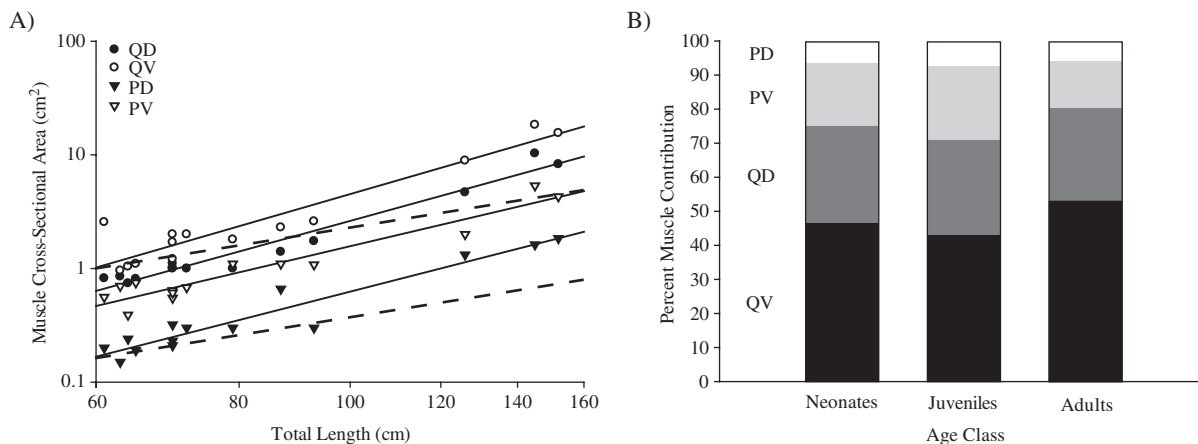 A)
Muscle Cross-Sectional Area (cm²)
100
10
1
0.1
QD
QV
PD
PV
60
80
100
120
140
160
Total Length (cm)
B)
Percent Muscle Contribution
100
90
80
70
60
50
40
30
20
10
0
PD
PV
QD
QV
Neonates
Juveniles
Adults
Age Class